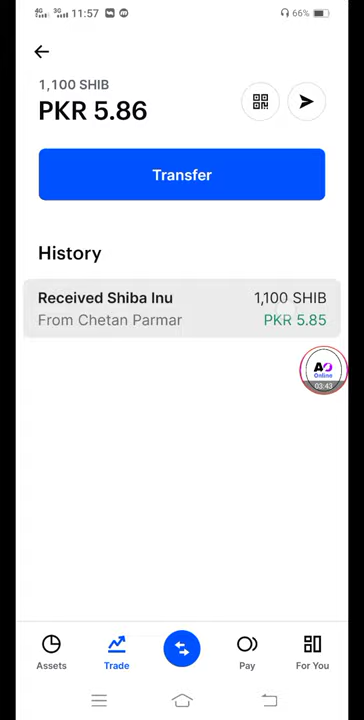 4G 3G 11:57 66%
1,100 SHIB
PKR 5.86
Transfer
History
Received Shiba Inu 1,100 SHIB
From Chetan Parmar PKR 5.85
AO
Online
03:43
Assets Trade Pay For You